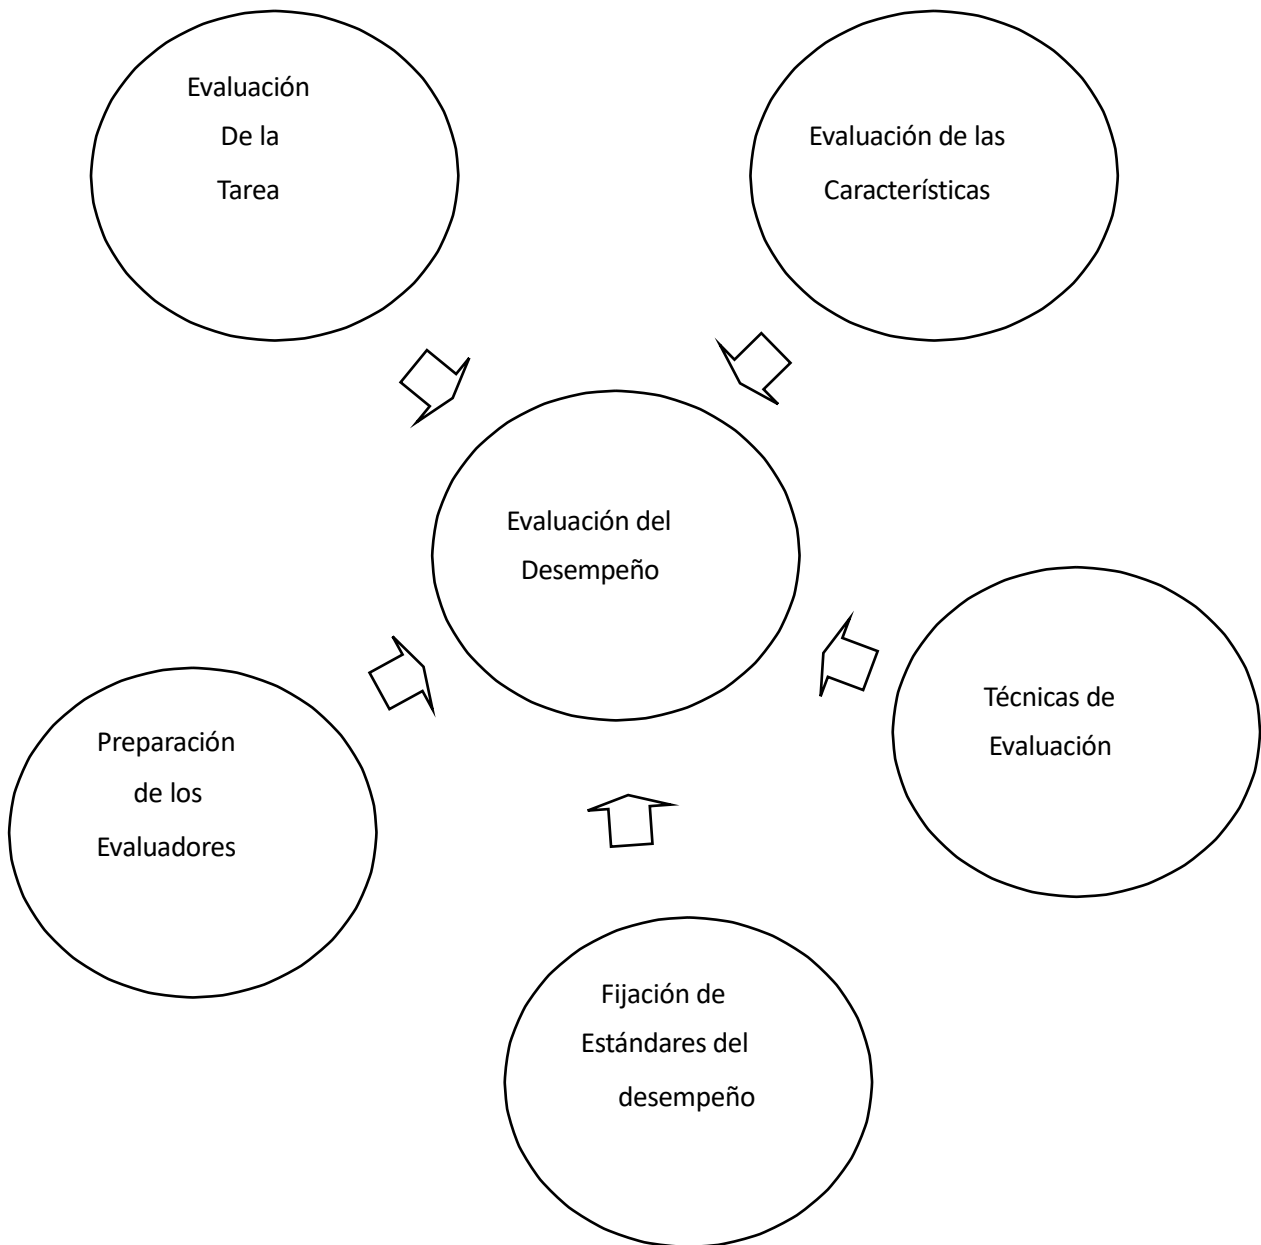 Evaluación
De la
Tarea
Evaluación de las
Características
Evaluación del
Desempeño
Técnicas de
Evaluación
Preparación
de los
Evaluadores
Fijación de
Estándares del
desempeño